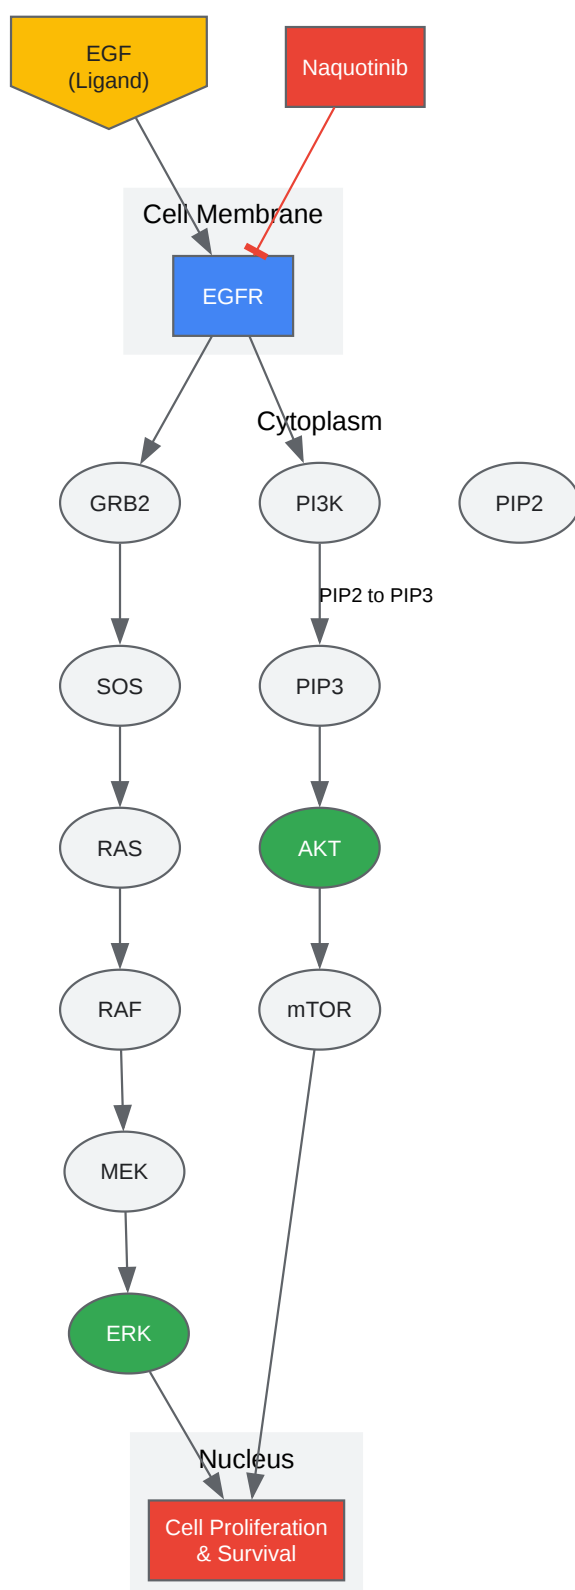 EGF
(Ligand)
Naquotinib
Cell Membrane
EGFR
Cytoplasm
GRB2
PI3K
PIP2
PIP2 to PIP3
SOS
PIP3
RAS
AKT
RAF
mTOR
MEK
ERK
Nucleus
Cell Proliferation
& Survival